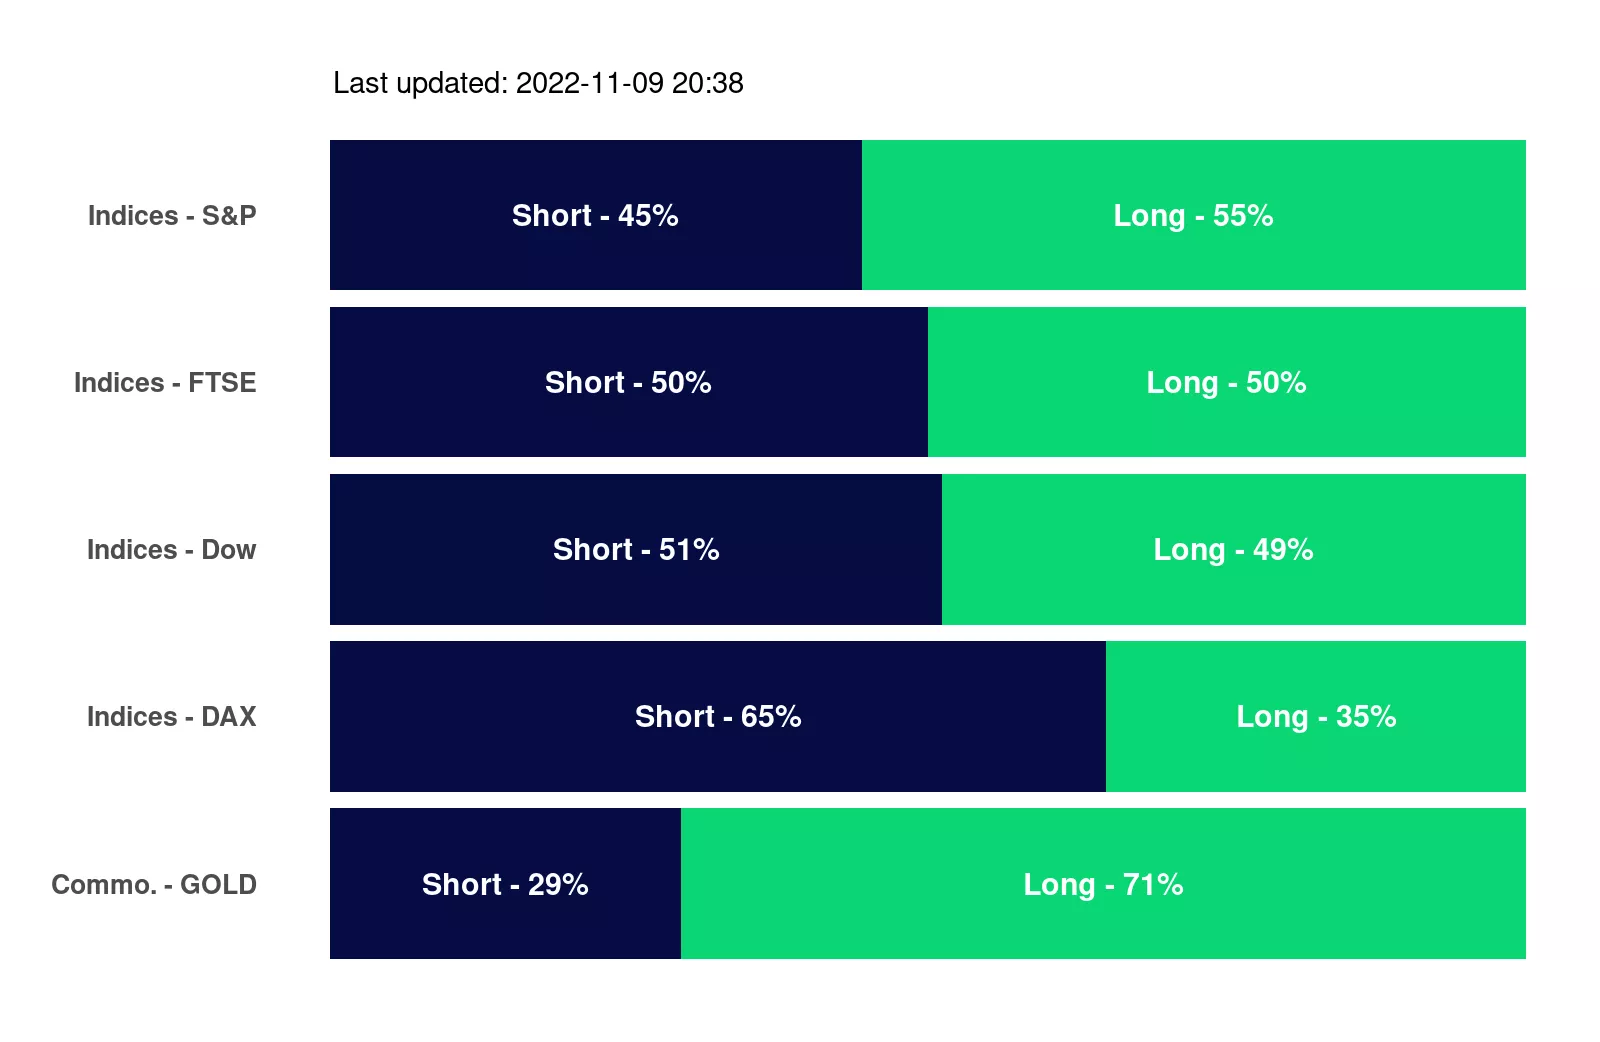 Last updated: 2022-11-09 20:38
Indices - S&P Short - 45% Long - 55%
Indices - FTSE Short - 50% Long - 50%
Indices - Dow Short - 51% Long - 49%
Indices - DAX Short - 65% Long - 35%
Commo. - GOLD Short - 29% Long - 71%